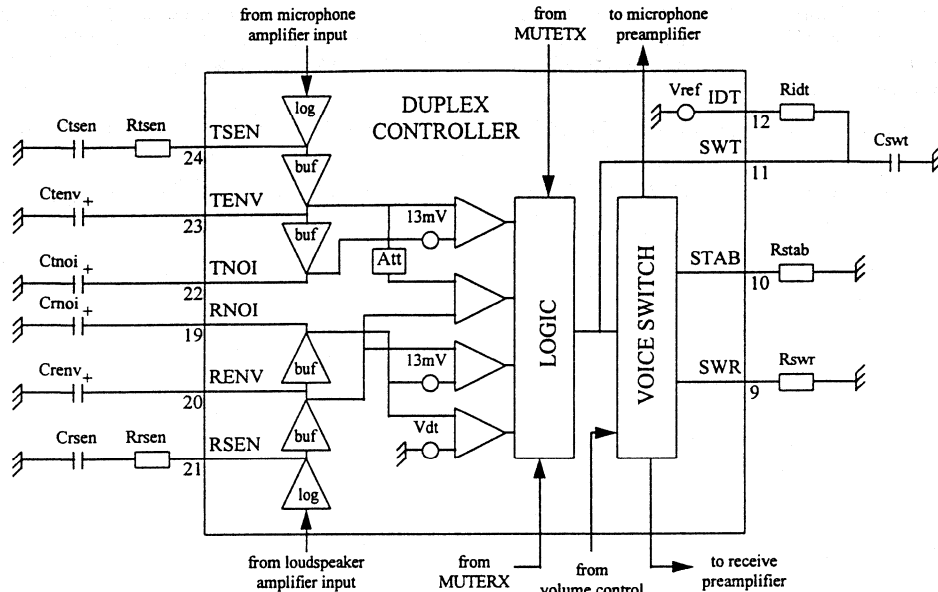 from microphone
amplifier input
from
MUTETX
to microphone
preamplifier
DUPLEX
CONTROLLER
log
Vref
IDT
Ridt
12
Ctsen
Rtsen
TSEN
24
SWT
11
Cswt
buf
Ctenv
+
TENV
23
buf
13mV
Att
Ctnoi
+
TNOI
22
STAB
10
Rstab
Crnoi
+
RNOI
19
LOGIC
VOICE SWITCH
buf
13mV
Crenv
+
RENV
20
SWR
9
Rswr
buf
Vdt
Crsen
Rrsen
RSEN
21
log
from loudspeaker
amplifier input
from
MUTERX
from
volume control
to receive
preamplifier